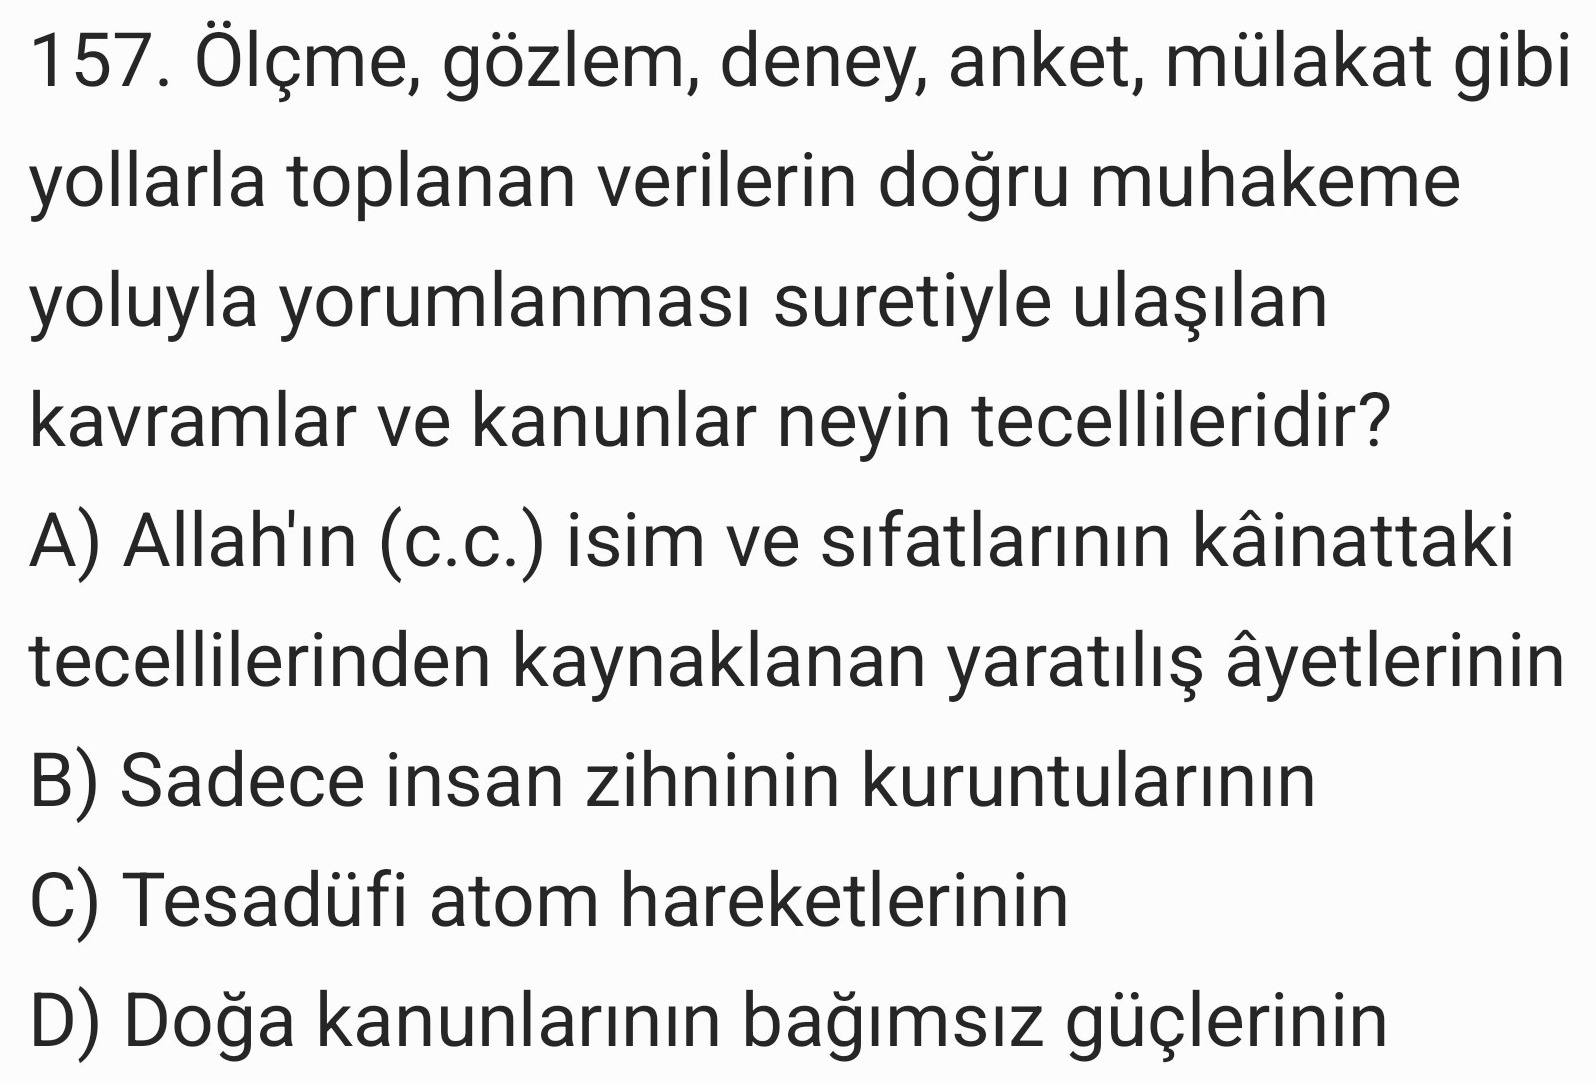 157. Ölçme, gözlem, deney, anket, mülakat gibi
yollarla toplanan verilerin doğru muhakeme
yoluyla yorumlanması suretiyle ulaşılan
kavramlar ve kanunlar neyin tecellileridir?
A) Allah'ın (c.c.) isim ve sıfatlarının kâinattaki
tecellilerinden kaynaklanan yaratılış âyetlerinin
B) Sadece insan zihninin kuruntularının
C) Tesadüfi atom hareketlerinin
D) Doğa kanunlarının bağımsız güçlerinin